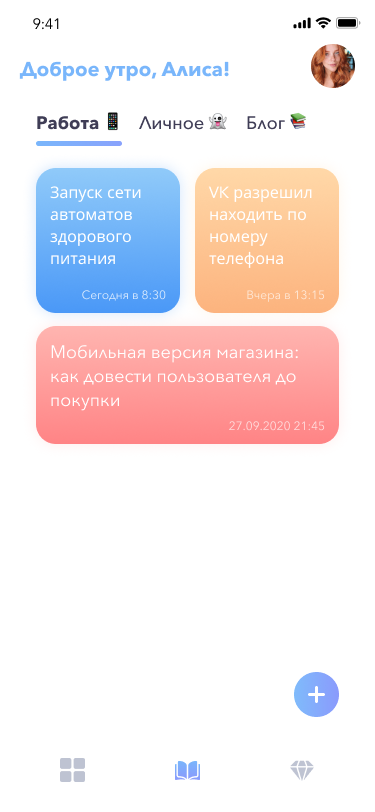 9:41
Доброе утро, Алиса!
Работа 📱 Личное 👻 Блог 📚
Запуск сети
автоматов
здорового
питания
Сегодня в 8:30
VK разрешил
находить по
номеру
телефона
Вчера в 13:15
Мобильная версия магазина:
как довести пользователя до
покупки
27.09.2020 21:45